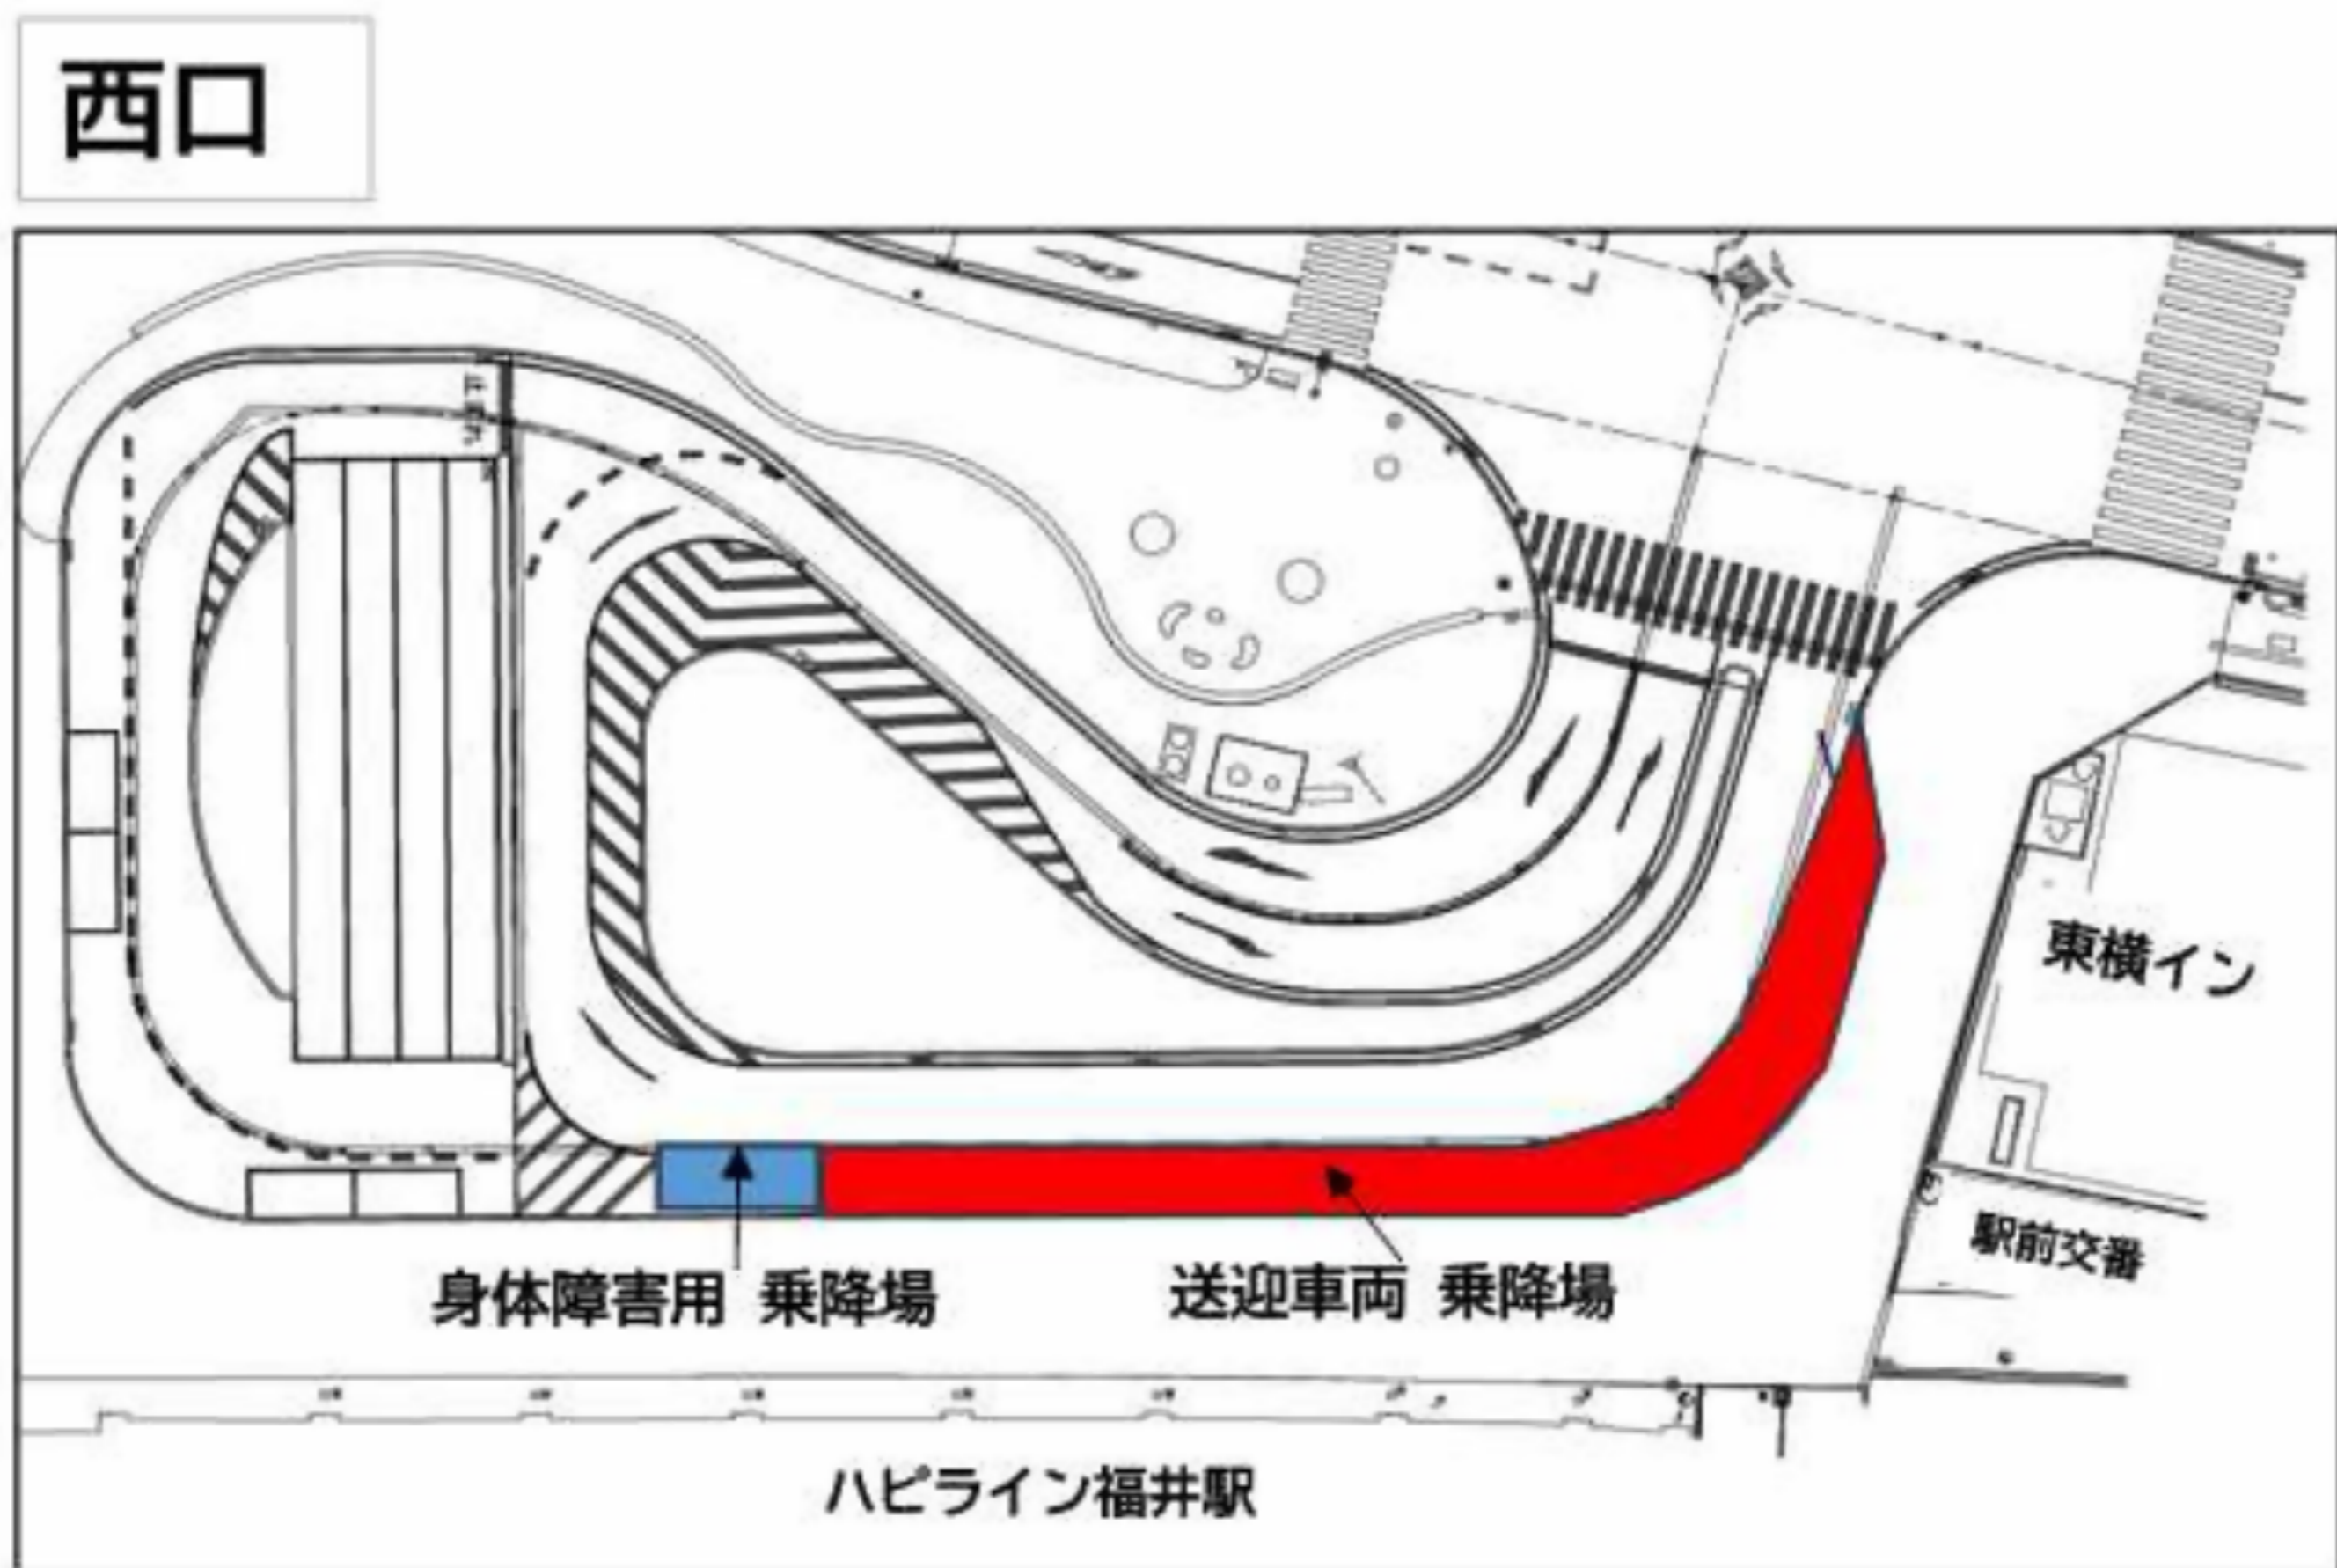 西口
東横イン
駅前交番
身体障害用 乗降場
送迎車両 乗降場
ハピライン福井駅